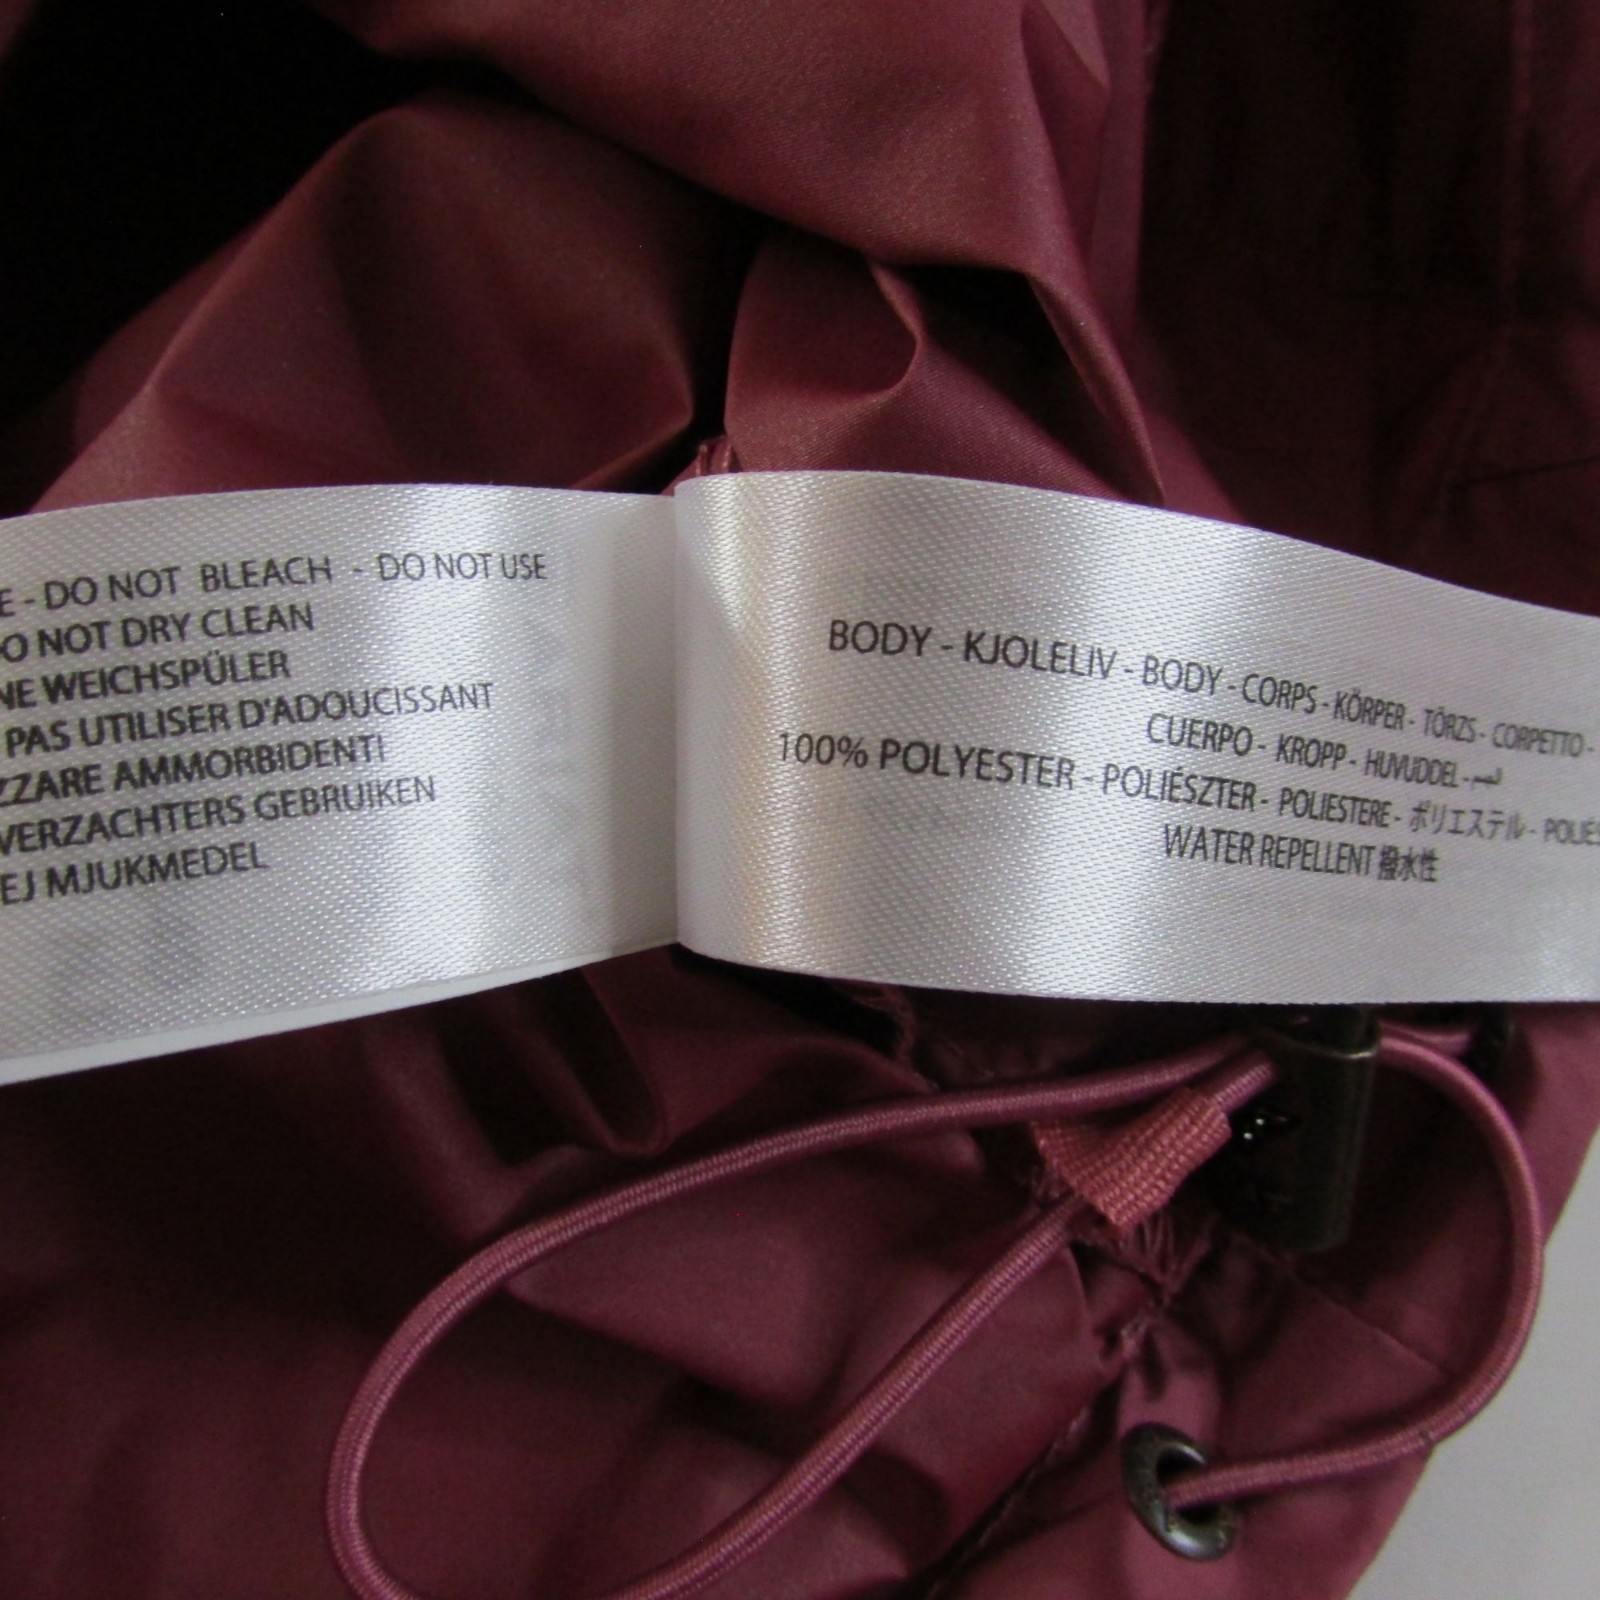 E - DO NOT BLEACH - DO NOT USE
O NOT DRY CLEAN
NE WEICHSPÜLER
PAS UTILISER D'ADOUCISSANT
ZZARE AMMORBIDENTI
VERZACHTERS GEBRUIKEN
EJ MJUKMEDEL
BODY - KJOLELIV - BODY - CORPS - KÖRPER - TÖRZS - CORPETTO -
CUERPO - KROPP - HUVUDDEL -
100% POLYESTER - POLIÉSZTER - POLIESTERE - ポリエステル - POLIÉS
WATER REPELLENT 撥水性